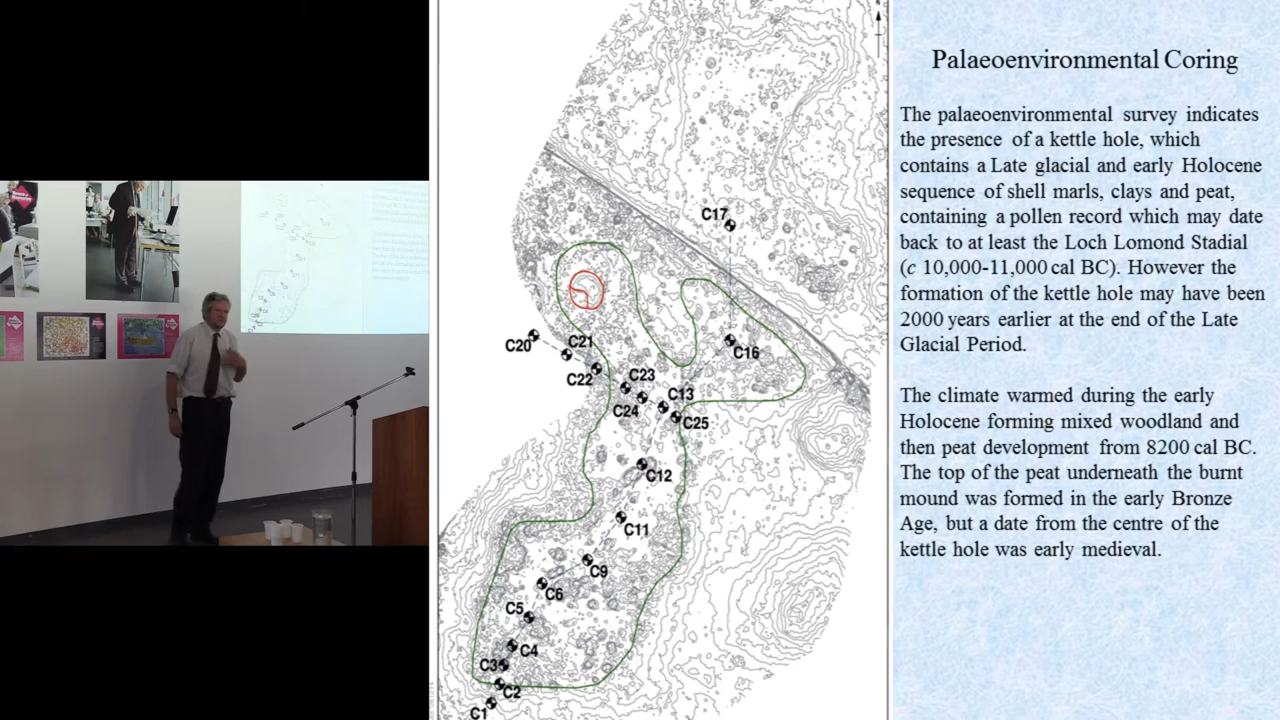 Palaeoenvironmental Coring
The palaeoenvironmental survey indicates
the presence of a kettle hole, which
contains a Late glacial and early Holocene
sequence of shell marls, clays and peat,
containing a pollen record which may date
back to at least the Loch Lomond Stadial
(c 10,000-11,000 cal BC). However the
formation of the kettle hole may have been
2000 years earlier at the end of the Late
Glacial Period.
The climate warmed during the early
Holocene forming mixed woodland and
then peat development from 8200 cal BC.
The top of the peat underneath the burnt
mound was formed in the early Bronze
Age, but a date from the centre of the
kettle hole was early medieval.
C17
C20
C21
C16
C22
C23
C13
C24
C25
C12
C11
C9
C6
C5
C4
C3
C2
C1